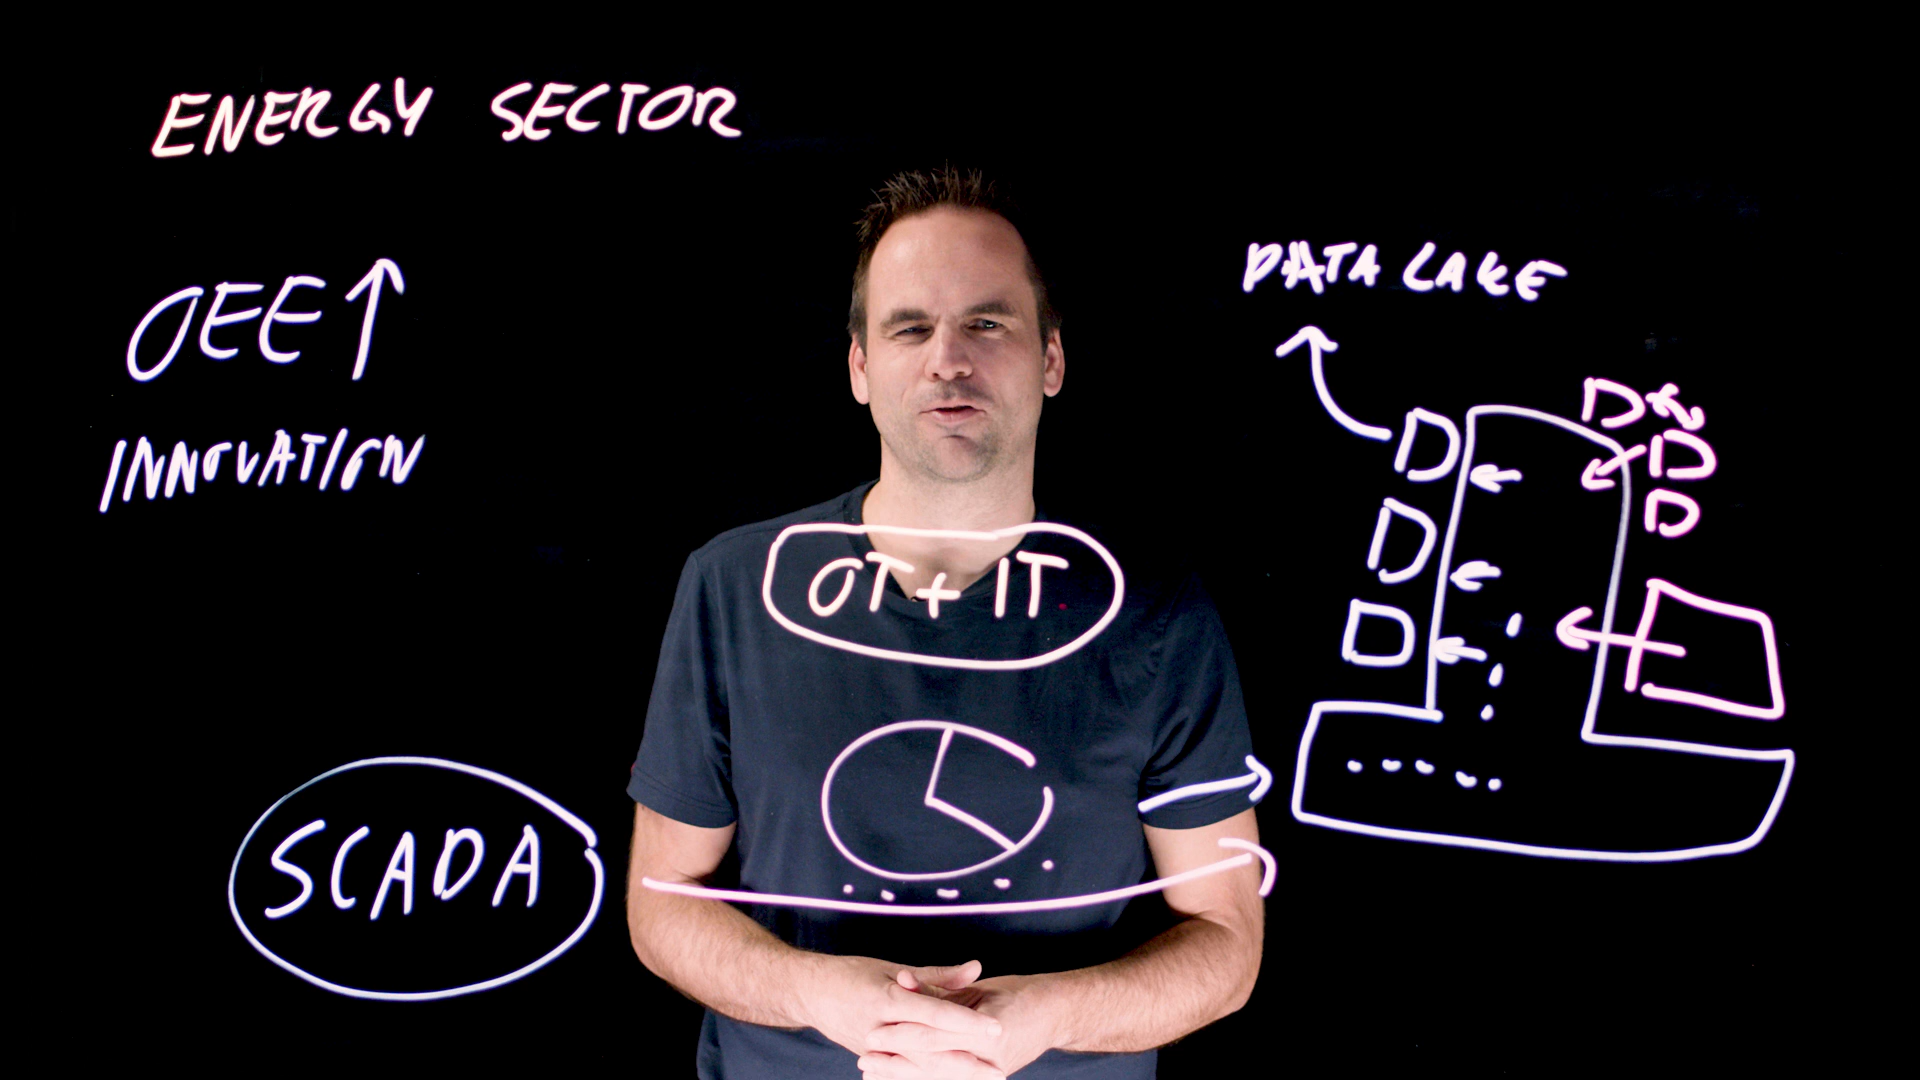 ENERGY SECTOR
OEE↑
INNOVATION
OT + IT
SCADA
DATA LAKE
D
D
D
D
D
D